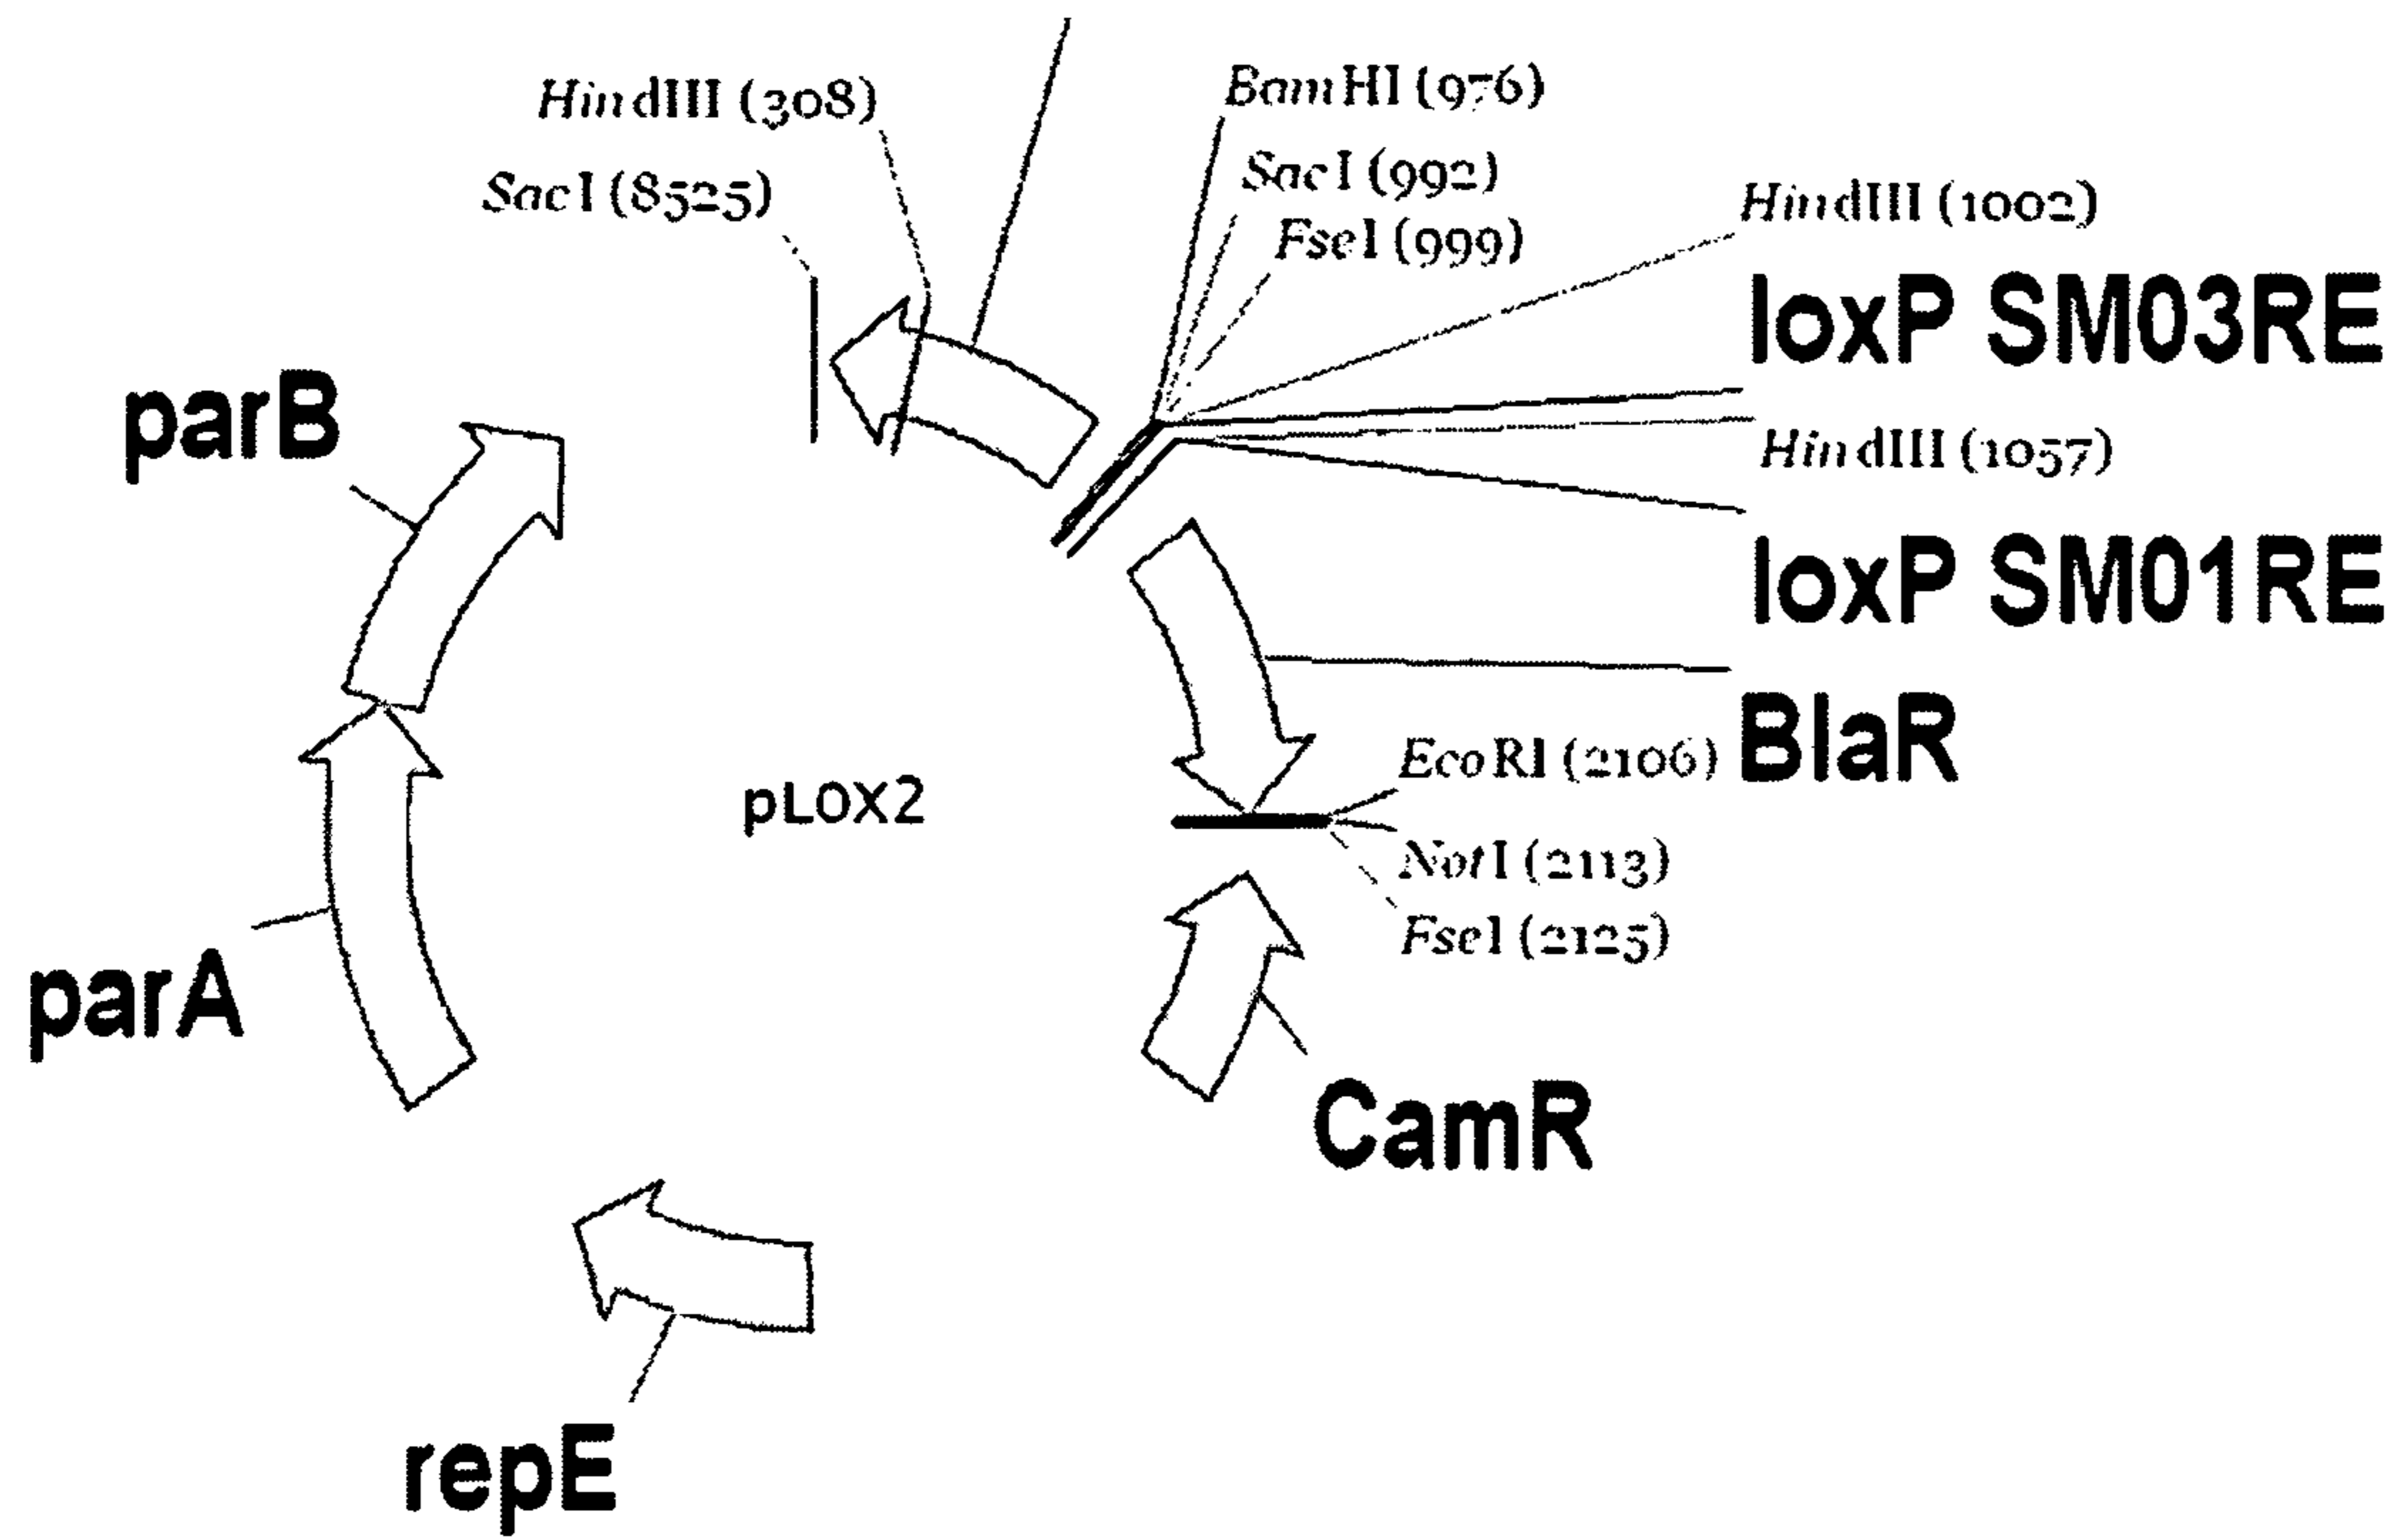 HindIII (308)
BamHI (976)
SacI (8525)
SacI (992)
FseI (999)
HindIII (1002)
loxP SM03RE
parB
HindIII (1057)
loxP SM01RE
BlaR
EcoRI (2106)
pLOX2
NotI (2113)
FseI (2125)
parA
CamR
repE